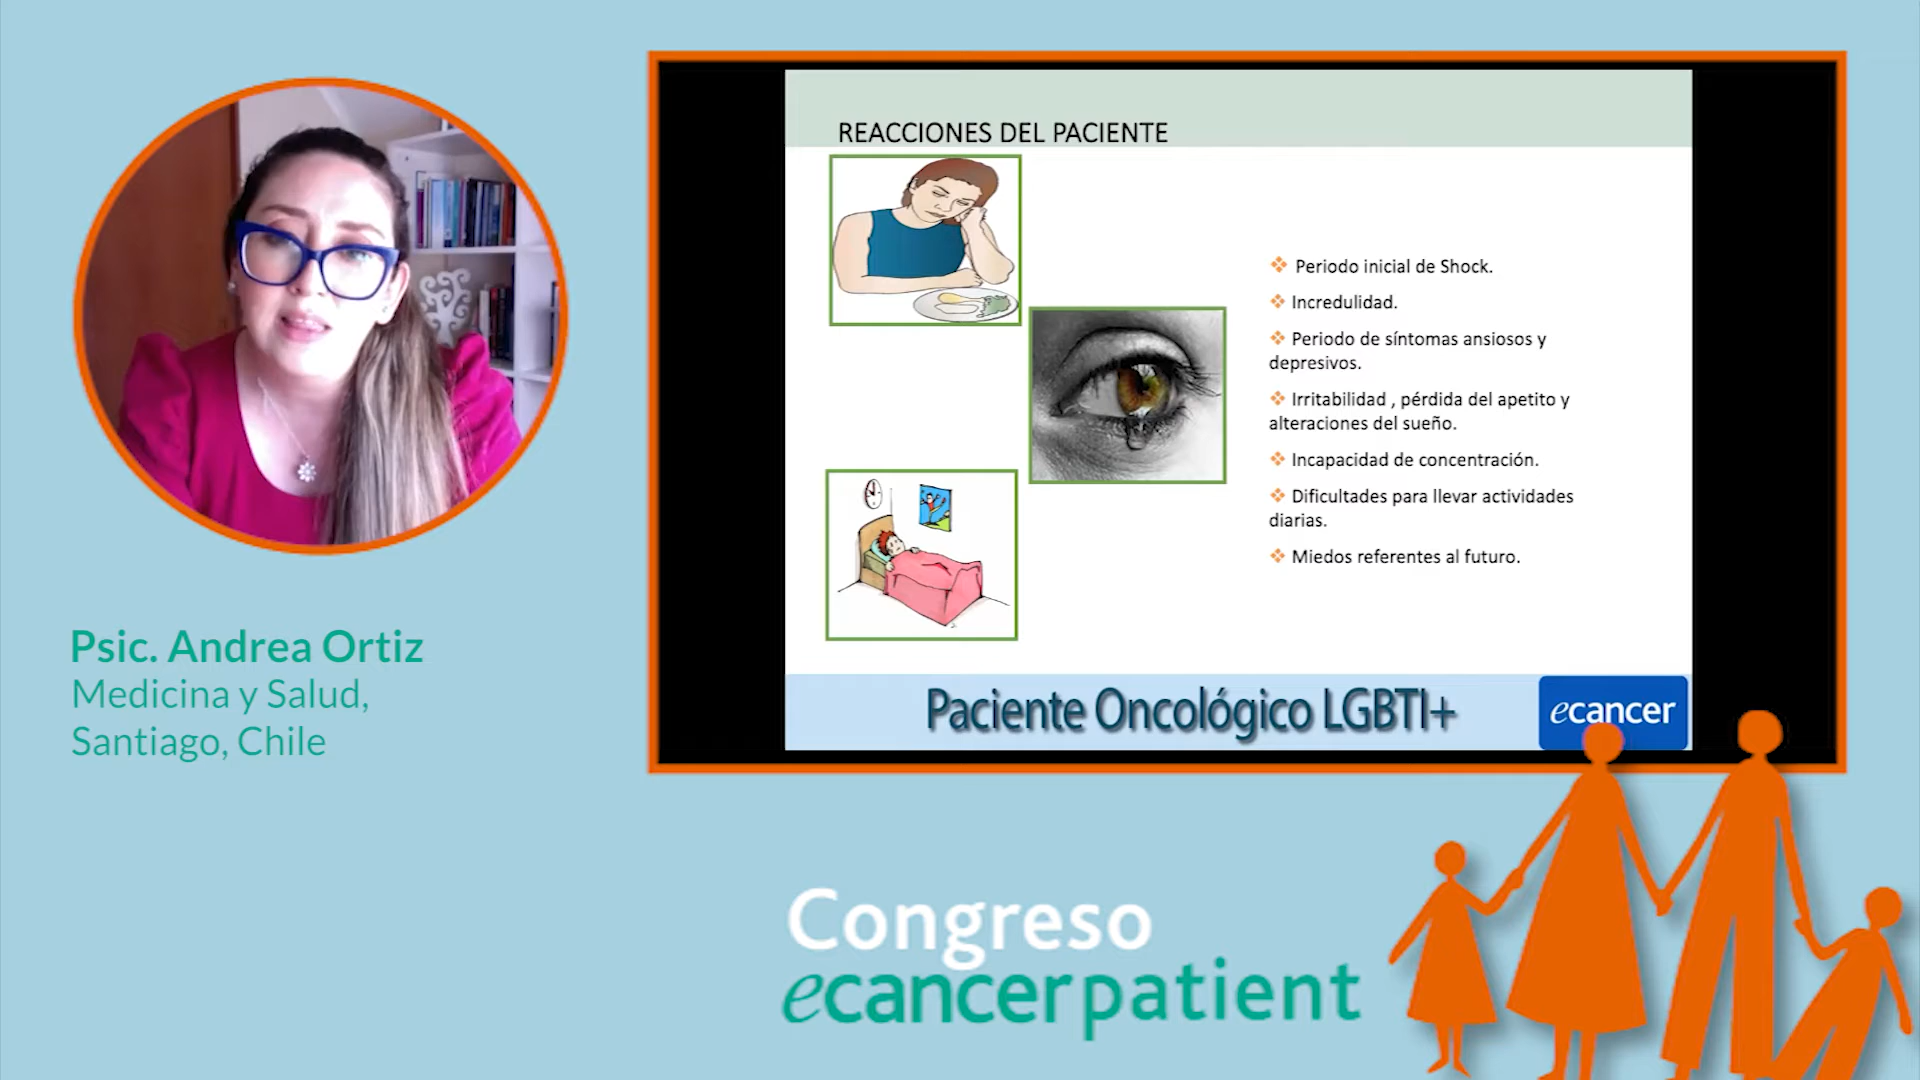 REACCIONES DEL PACIENTE
Periodo inicial de Shock.
Incredulidad.
Periodo de síntomas ansiosos y
depresivos.
Irritabilidad , pérdida del apetito y
alteraciones del sueño.
Incapacidad de concentración.
Dificultades para llevar actividades
diarias.
Miedos referentes al futuro.
Paciente Oncológico LGBTI+
ecancer
Psic. Andrea Ortiz
Medicina y Salud,
Santiago, Chile
Congreso
ecancerpatient